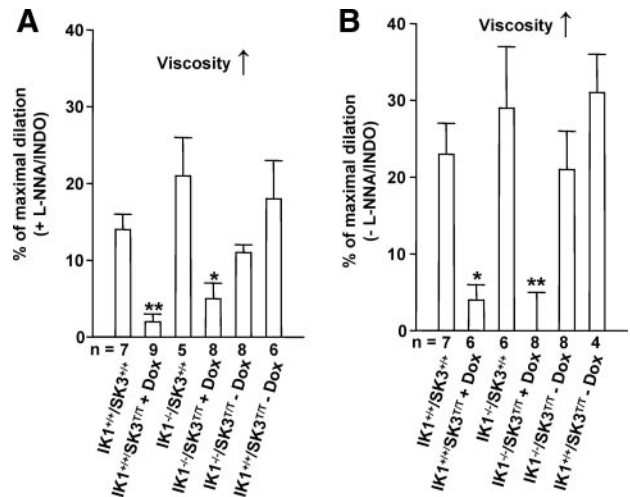 A
Viscosity ↑
% of maximal dilation
(+ L-NNA/INDO)
40
30
20
10
0
** *
n = 7 9 5 8 8 6
IK1+/+/SK3+/+
IK1+/+/SK3T/T + Dox
IK1-/-/SK3+/+
IK1-/-/SK3T/T + Dox
IK1-/-/SK3T/T - Dox
IK1+/+/SK3T/T - Dox
B
Viscosity ↑
% of maximal dilation
(- L-NNA/INDO)
40
30
20
10
0
* **
n = 7 6 6 8 8 4
IK1+/+/SK3+/+
IK1+/+/SK3T/T + Dox
IK1-/-/SK3+/+
IK1-/-/SK3T/T + Dox
IK1-/-/SK3T/T - Dox
IK1+/+/SK3T/T - Dox